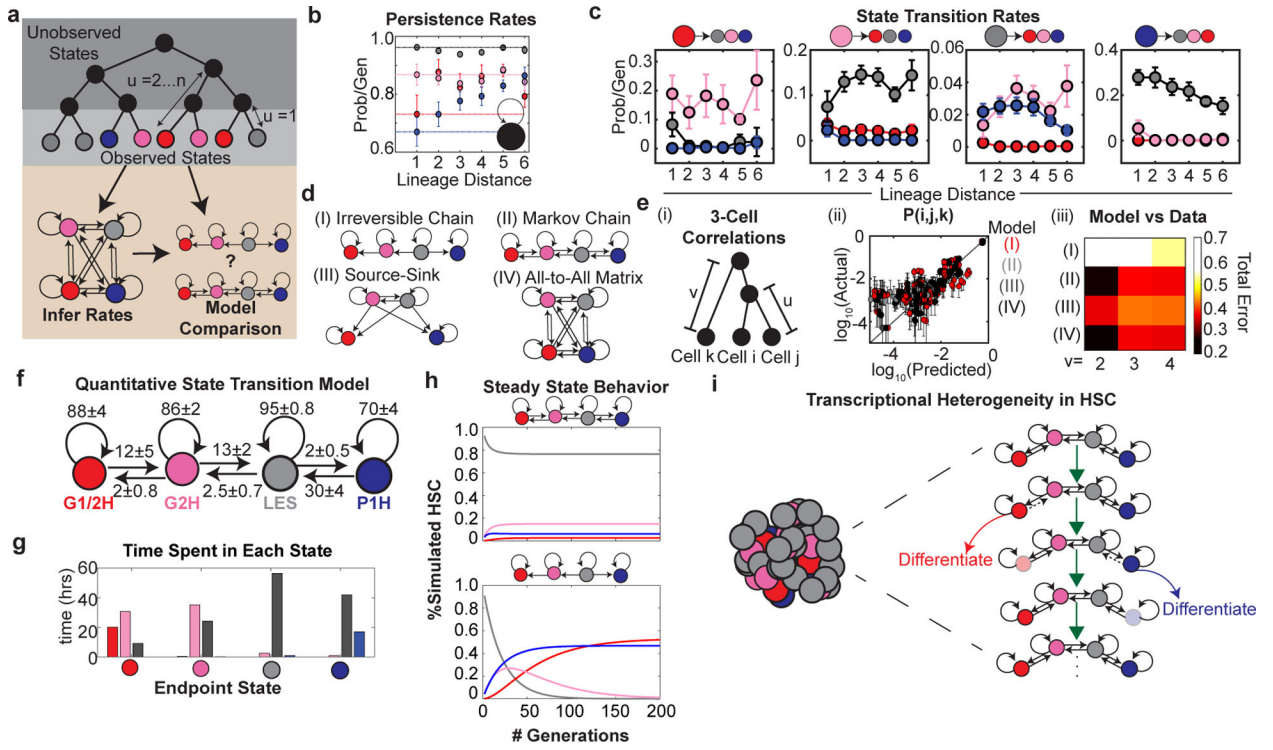 a
Unobserved
States
u =2...n
u =1
Observed States
?
Infer Rates
Model
Comparison
b
Persistence Rates
Prob/Gen
1.0
0.8
0.6
1 2 3 4 5 6
Lineage Distance
c
State Transition Rates
Prob/Gen
0.3
0.2
0.1
0
1 2 3 4 5 6
0.2
0.1
0
1 2 3 4 5 6
0.06
0.04
0.02
0
1 2 3 4 5 6
0.4
0.2
0
1 2 3 4 5 6
Lineage Distance
d
(I) Irreversible Chain
(II) Markov Chain
(III) Source-Sink
(IV) All-to-All Matrix
e
(i)
3-Cell
Correlations
v
u
Cell k Cell i Cell j
(ii)
P(i,j,k)
log10(Actual)
0
-2
-4
-4 -2 0
log10(Predicted)
Model
(I)
(II)
(III)
(IV)
(iii)
Model vs Data
(I)
(II)
(III)
(IV)
v= 2 3 4
0.7
0.6
0.5
0.4
0.3
0.2
Total Error
f
Quantitative State Transition Model
88±4 86±2 95±0.8 70±4
12±5 13±2 2±0.5
2±0.8 2.5±0.7 30±4
G1/2H G2H LES P1H
g
Time Spent in Each State
time (hrs)
60
40
20
0
Endpoint State
h
Steady State Behavior
%Simulated HSC
1.0
0.8
0.6
0.4
0.2
0
1.0
0.8
0.6
0.4
0.2
0
0 50 100 150 200
# Generations
i
Transcriptional Heterogeneity in HSC
Differentiate
Differentiate